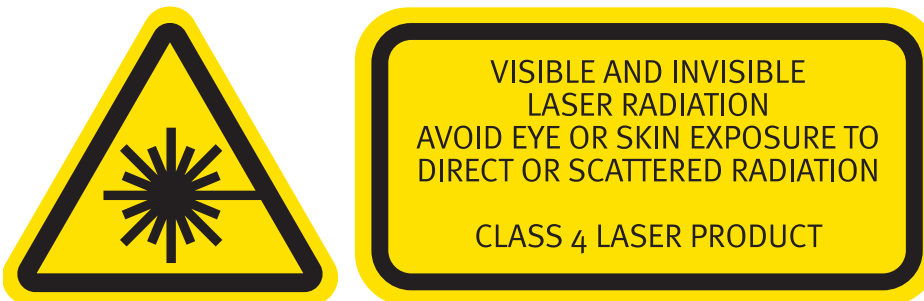 VISIBLE AND INVISIBLE
LASER RADIATION
AVOID EYE OR SKIN EXPOSURE TO
DIRECT OR SCATTERED RADIATION
CLASS 4 LASER PRODUCT